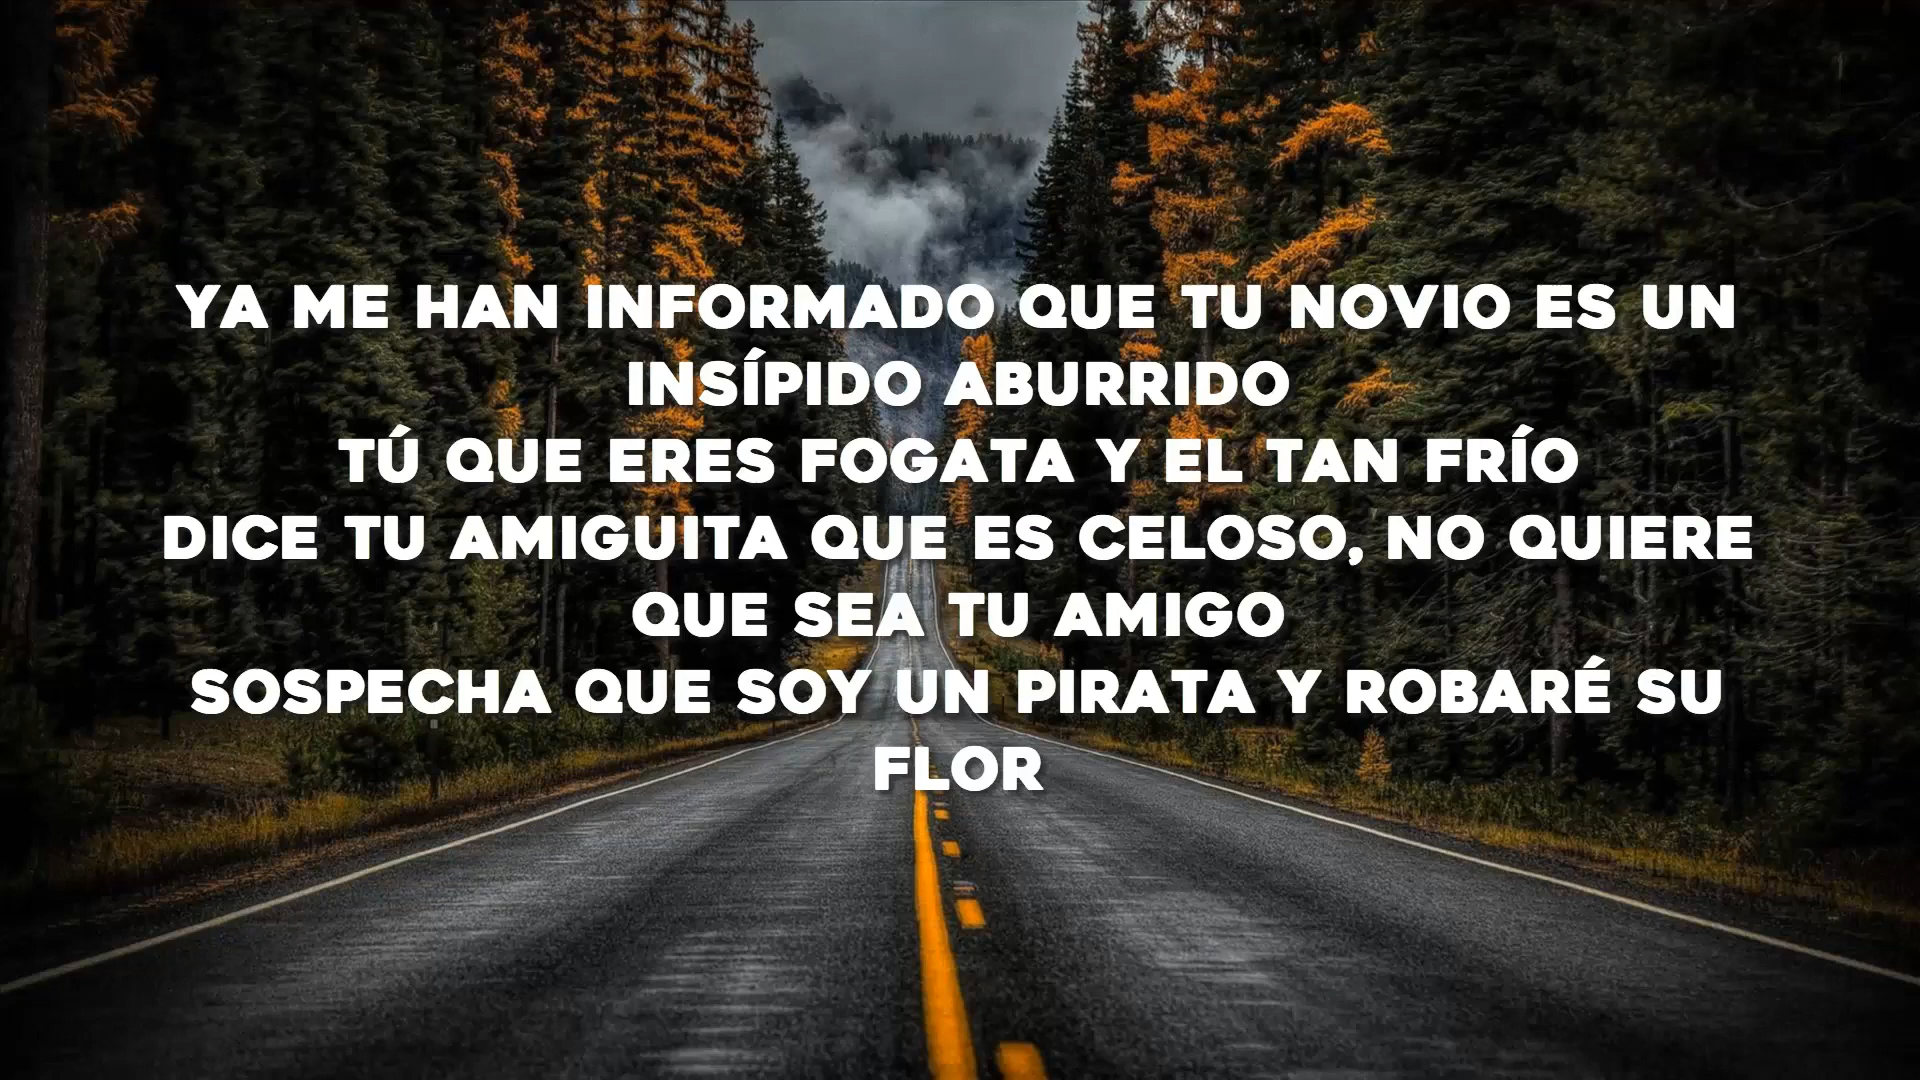 YA ME HAN INFORMADO QUE TU NOVIO ES UN
INSÍPIDO ABURRIDO
TÚ QUE ERES FOGATA Y EL TAN FRÍO
DICE TU AMIGUITA QUE ES CELOSO, NO QUIERE
QUE SEA TU AMIGO
SOSPECHA QUE SOY UN PIRATA Y ROBARÉ SU
FLOR